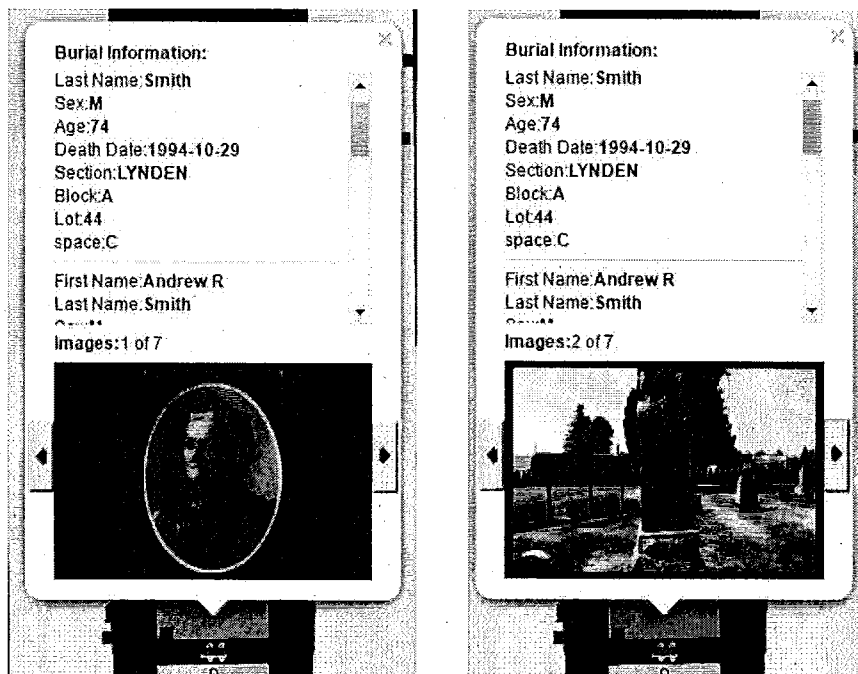 Burial Information:
Last Name:Smith
Sex:M
Age:74
Death Date:1994-10-29
Section:LYNDEN
Block:A
Lot:44
space:C
First Name:Andrew R
Last Name:Smith
Images:1 of 7
Burial Information:
Last Name:Smith
Sex:M
Age:74
Death Date:1994-10-29
Section:LYNDEN
Block:A
Lot:44
space:C
First Name:Andrew R
Last Name:Smith
Images:2 of 7